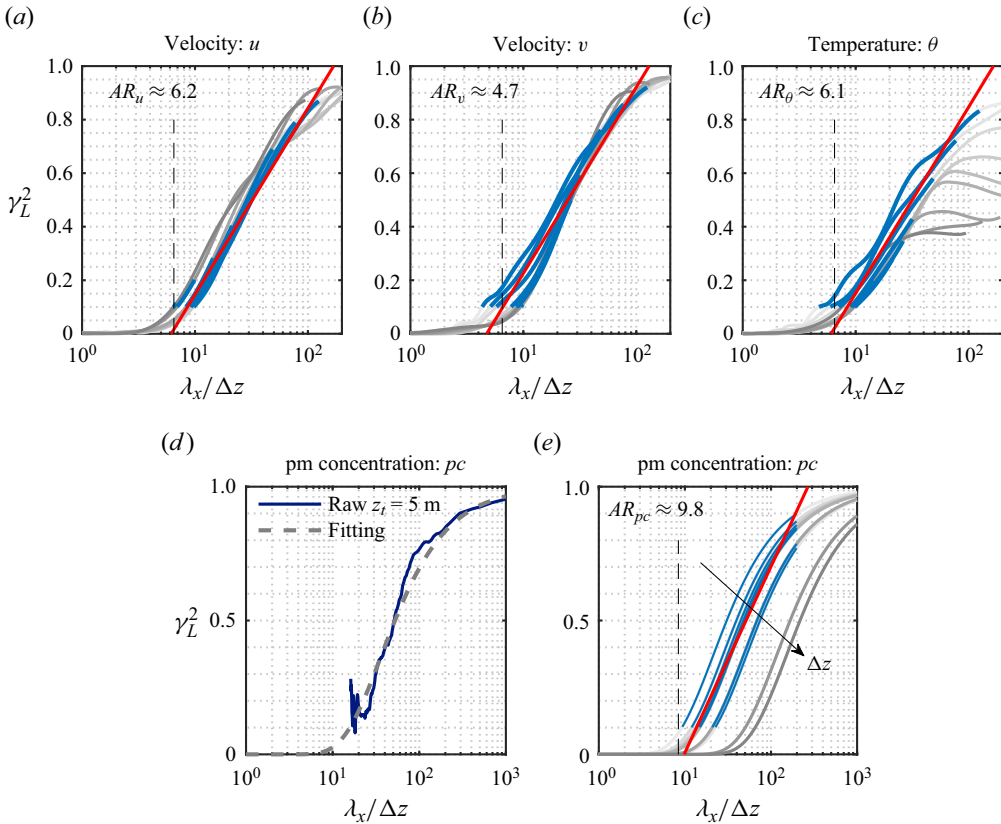 (a)
Velocity: u
1.0
0.8
0.6
0.4
0.2
0
γ_L^2
AR_u ≈ 6.2
10^0
10^1
10^2
λ_x/Δz
(b)
Velocity: v
1.0
0.8
0.6
0.4
0.2
0
AR_v ≈ 4.7
10^0
10^1
10^2
λ_x/Δz
(c)
Temperature: θ
1.0
0.8
0.6
0.4
0.2
0
AR_θ ≈ 6.1
10^0
10^1
10^2
λ_x/Δz
(d)
pm concentration: pc
1.0
0.5
0
γ_L^2
Raw z_t = 5 m
Fitting
10^0
10^1
10^2
10^3
λ_x/Δz
(e)
pm concentration: pc
1.0
0.5
0
AR_pc ≈ 9.8
Δz
10^0
10^1
10^2
10^3
λ_x/Δz